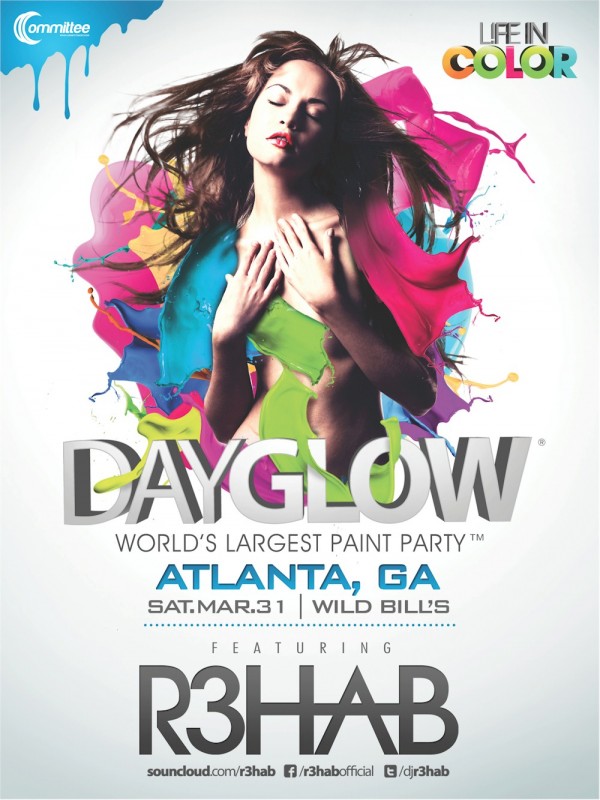 Committee
LIFE IN
COLOR
DAYGLOW®
WORLD'S LARGEST PAINT PARTY™
ATLANTA, GA
SAT.MAR.31 | WILD BILL'S
FEATURING
R3HAB
souncloud.com/r3hab f/r3habofficial t/djr3hab